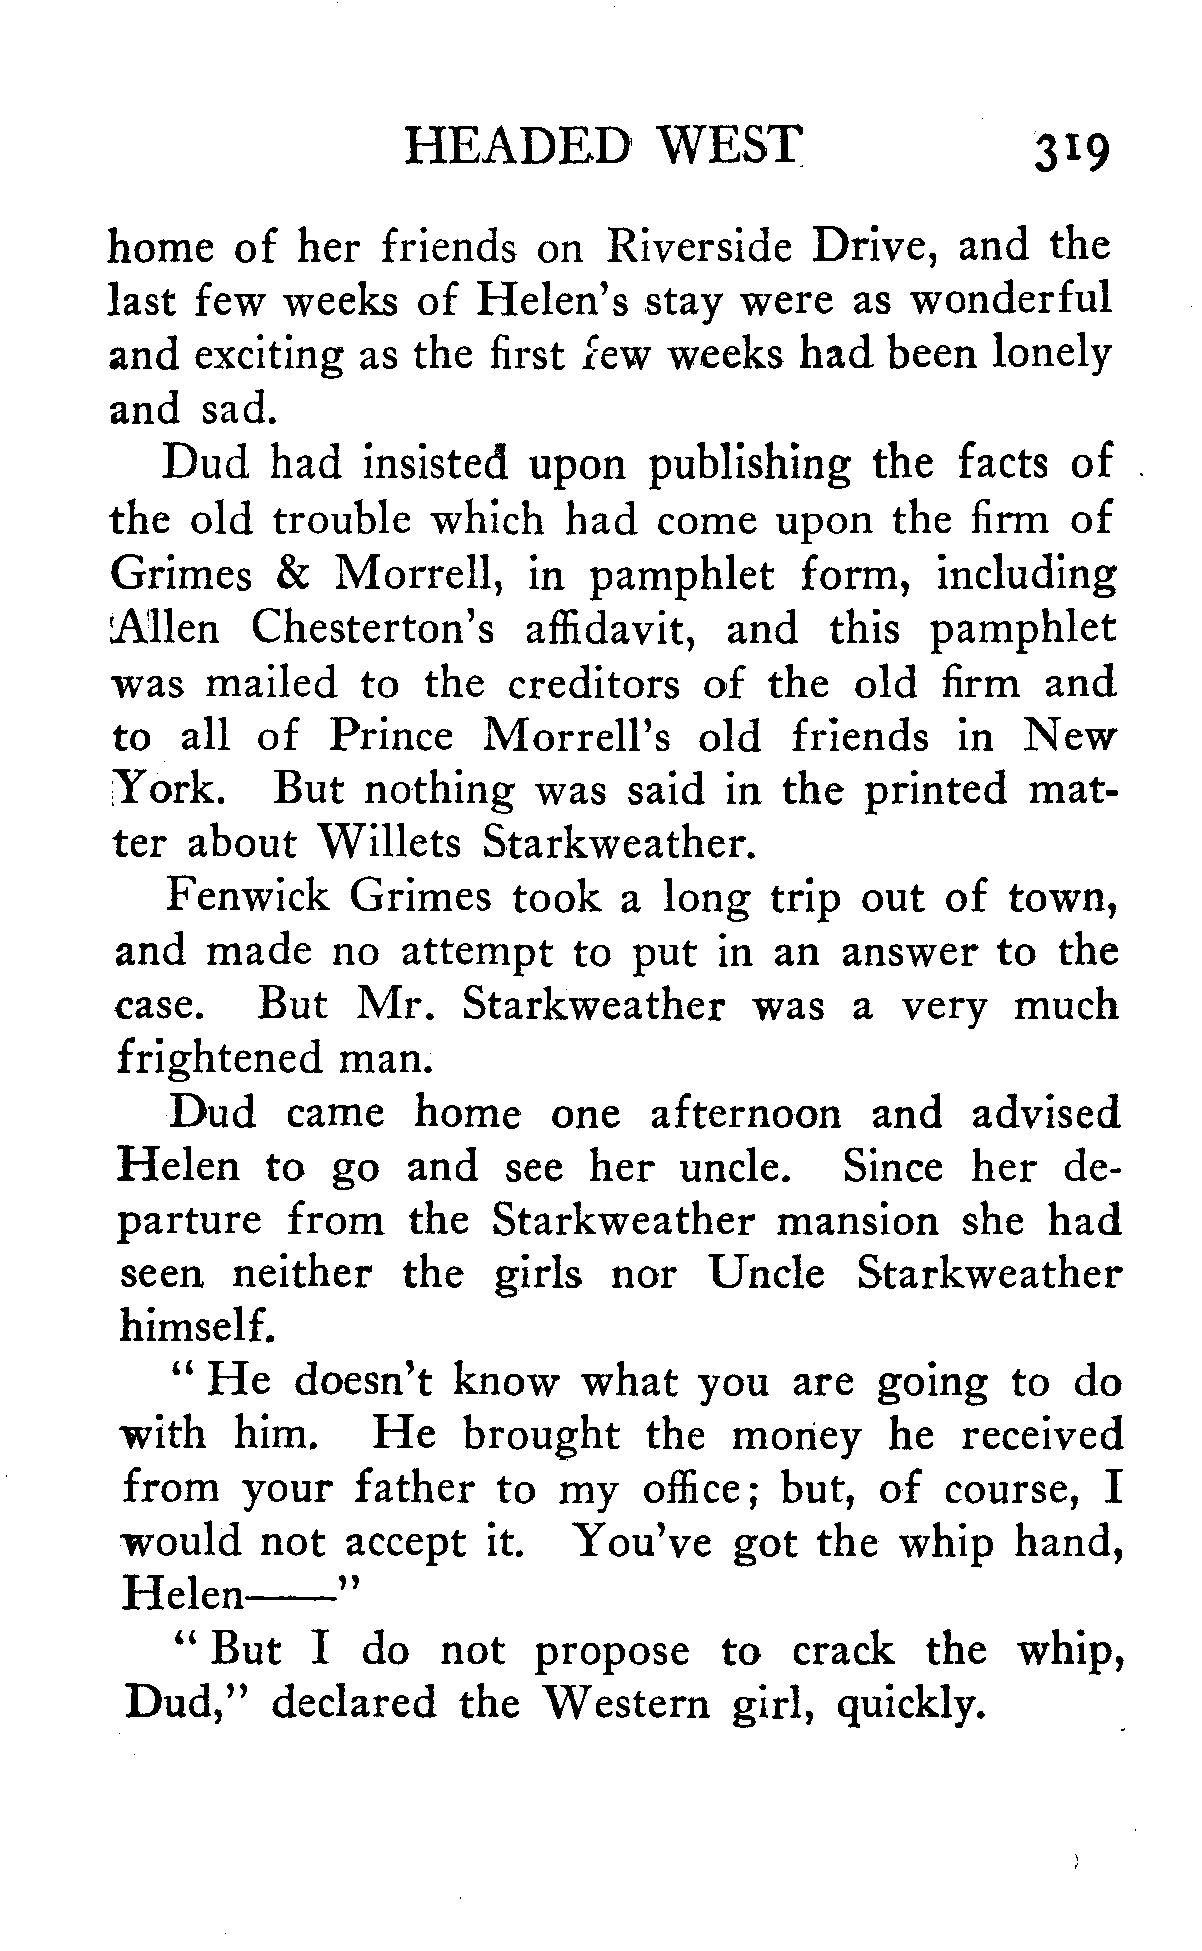 HEADED WEST 319
home of her friends on Riverside Drive, and the
last few weeks of Helen's stay were as wonderful
and exciting as the first few weeks had been lonely
and sad.
Dud had insisted upon publishing the facts of
the old trouble which had come upon the firm of
Grimes & Morrell, in pamphlet form, including
Allen Chesterton's affidavit, and this pamphlet
was mailed to the creditors of the old firm and
to all of Prince Morrell's old friends in New
York. But nothing was said in the printed mat-
ter about Willets Starkweather.
Fenwick Grimes took a long trip out of town,
and made no attempt to put in an answer to the
case. But Mr. Starkweather was a very much
frightened man.
Dud came home one afternoon and advised
Helen to go and see her uncle. Since her de-
parture from the Starkweather mansion she had
seen neither the girls nor Uncle Starkweather
himself.
" He doesn't know what you are going to do
with him. He brought the money he received
from your father to my office; but, of course, I
would not accept it. You've got the whip hand,
Helen——"
" But I do not propose to crack the whip,
Dud," declared the Western girl, quickly.